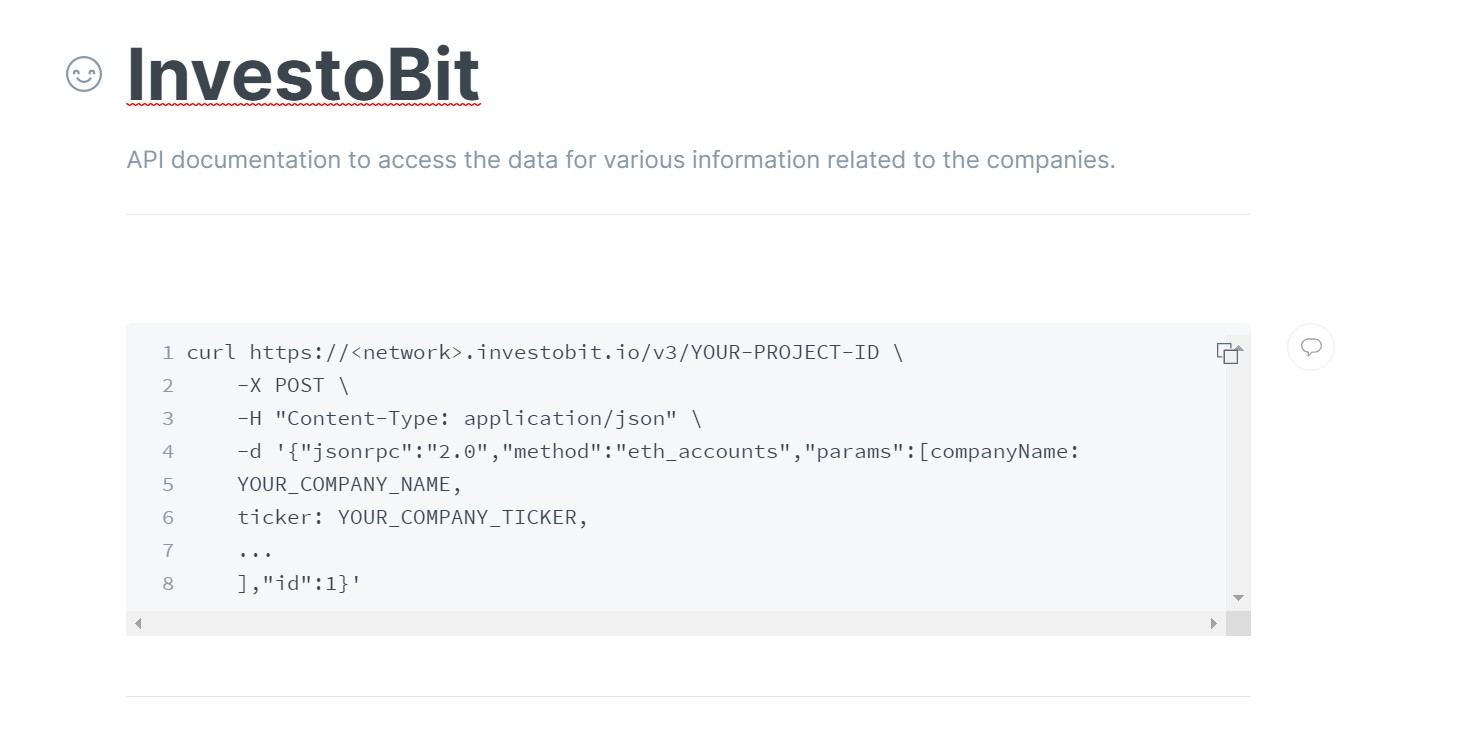 InvestoBit
API documentation to access the data for various information related to the companies.
1 curl https://<network>.investobit.io/v3/YOUR-PROJECT-ID \
2     -X POST \
3     -H "Content-Type: application/json" \
4     -d '{"jsonrpc":"2.0","method":"eth_accounts","params":[companyName:
5     YOUR_COMPANY_NAME,
6     ticker: YOUR_COMPANY_TICKER,
7     ...
8     ],"id":1}'